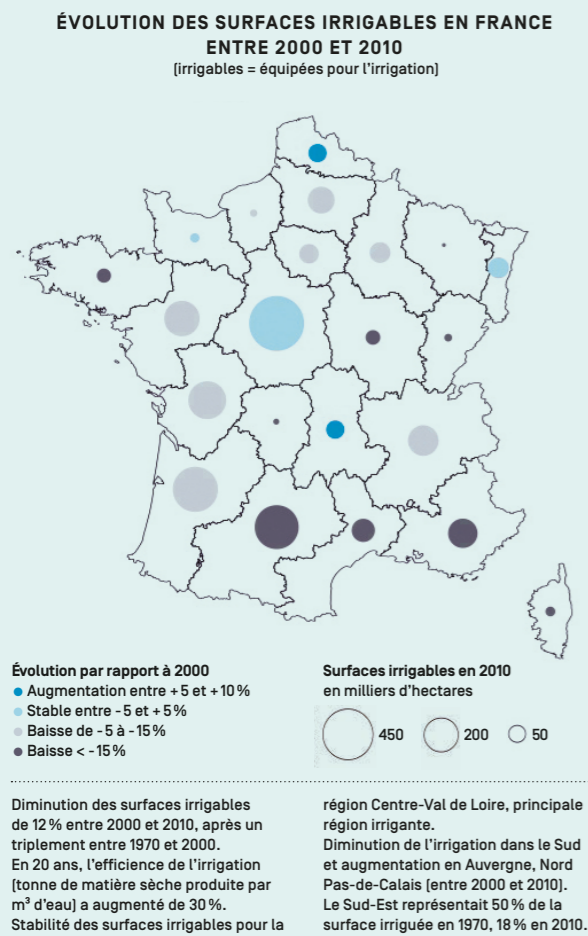 ÉVOLUTION DES SURFACES IRRIGABLES EN FRANCE
ENTRE 2000 ET 2010
(irrigables = équipées pour l'irrigation)
Évolution par rapport à 2000
Augmentation entre + 5 et + 10 %
Stable entre - 5 et + 5 %
Baisse de - 5 à - 15 %
Baisse < - 15 %
Surfaces irrigables en 2010
en milliers d'hectares
450
200
50
Diminution des surfaces irrigables
de 12 % entre 2000 et 2010, après un
triplement entre 1970 et 2000.
En 20 ans, l'efficience de l'irrigation
(tonne de matière sèche produite par
m³ d'eau) a augmenté de 30 %.
Stabilité des surfaces irrigables pour la
région Centre-Val de Loire, principale
région irrigante.
Diminution de l'irrigation dans le Sud
et augmentation en Auvergne, Nord
Pas-de-Calais (entre 2000 et 2010).
Le Sud-Est représentait 50 % de la
surface irriguée en 1970, 18 % en 2010.